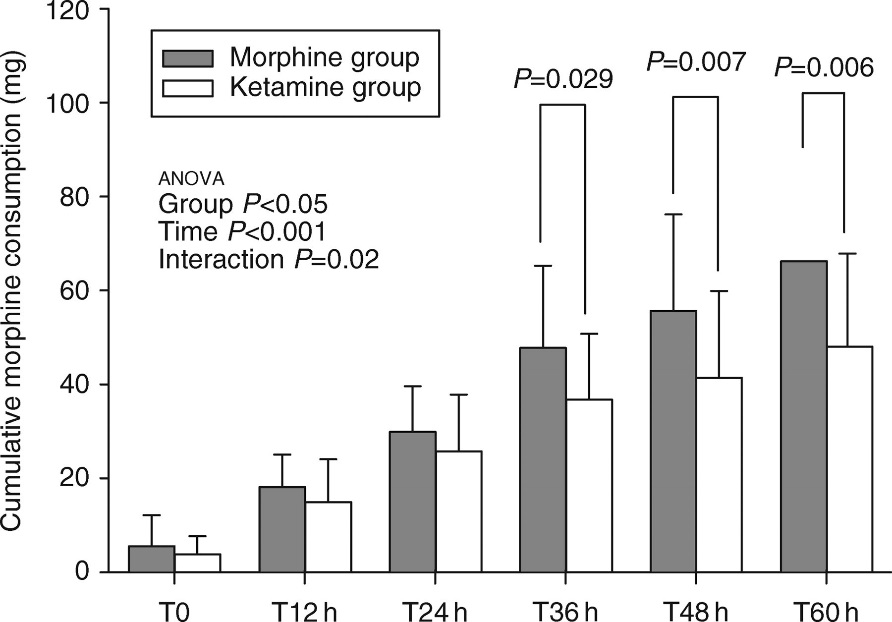 Cumulative morphine consumption (mg)
120
100
80
60
40
20
0
Morphine group
Ketamine group
ANOVA
Group P<0.05
Time P<0.001
Interaction P=0.02
P=0.029
P=0.007
P=0.006
T0
T12 h
T24 h
T36 h
T48 h
T60 h